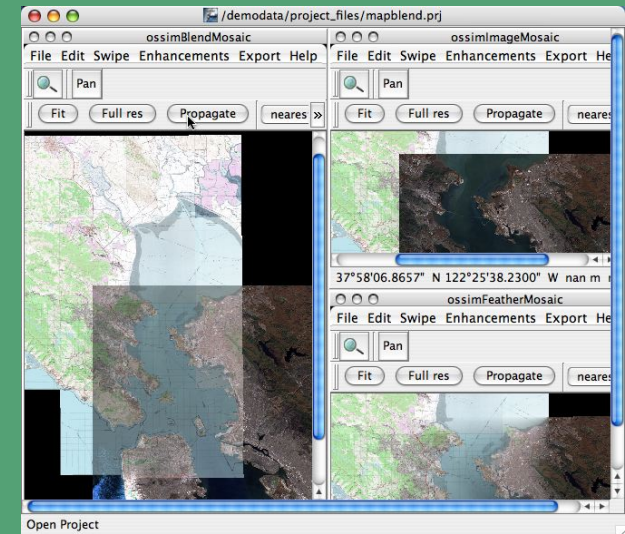 /demodata/project_files/mapblend.prj
ossimBlendMosaic
File Edit Swipe Enhancements Export Help
Pan
Fit Full res Propagate neares »
ossimImageMosaic
File Edit Swipe Enhancements Export He
Pan
Fit Full res Propagate neares
37°58'06.8657" N 122°25'38.2300" W nan m
ossimFeatherMosaic
File Edit Swipe Enhancements Export He
Pan
Fit Full res Propagate neares
Open Project